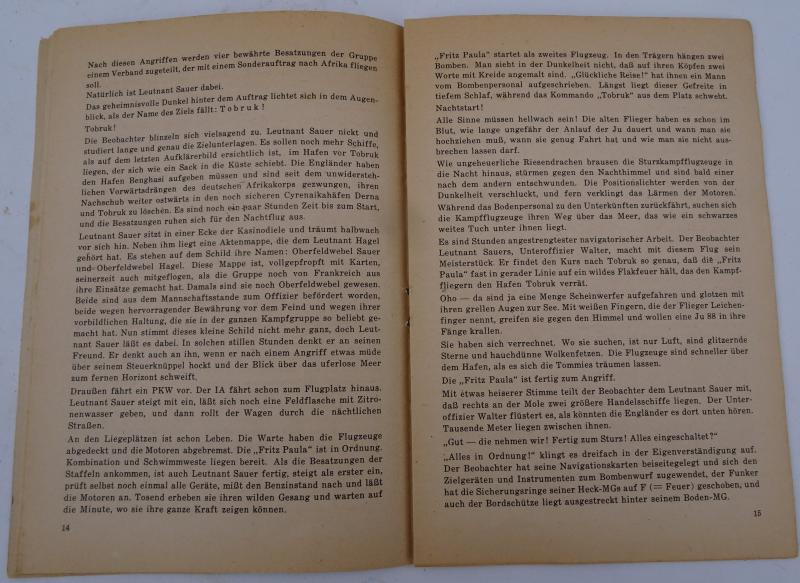 Nach diesen Angriffen werden vier bewährte Besatzungen der Gruppe
einem Verband zugeteilt, der mit einem Sonderauftrag nach Afrika fliegen
soll.
Natürlich ist Leutnant Sauer dabei.
Das geheimnisvolle Dunkel hinter dem Auftrag lichtet sich in dem Augen-
blick, als der Name des Ziels fällt: T o b r u k !
Tobruk!
Die Beobachter blinzeln sich vielsagend zu. Leutnant Sauer nickt und
studiert lange und genau die Zielunterlagen. Es sollen noch mehr Schiffe,
als auf dem letzten Aufklärerbild ersichtlich ist, im Hafen vor Tobruk
liegen, der sich wie ein Sack in die Küste schiebt. Die Engländer haben
den Hafen Benghasi aufgeben müssen und sind seit dem unwidersteh-
lichen Vorwärtsdrängen des deutschen Afrikakorps gezwungen, ihren
Nachschub weiter ostwärts in den noch sicheren Cyrenaikahäfen Derna
und Tobruk zu löschen. Es sind noch ein paar Stunden Zeit bis zum Start,
und die Besatzungen ruhen sich für den Nachtflug aus.
Leutnant Sauer sitzt in einer Ecke der Kasinodiele und träumt halbwach
vor sich hin. Neben ihm liegt eine Aktenmappe, die dem Leutnant Hagel
gehört hat. Es stehen auf dem Schild ihre Namen: Oberfeldwebel Sauer
und Oberfeldwebel Hagel. Diese Mappe ist, vollgepfropft mit Karten,
seinerzeit auch mitgeflogen, als die Gruppe noch von Frankreich aus
ihre Einsätze gemacht hat. Damals sind sie noch Oberfeldwebel gewesen.
Beide sind aus dem Mannschaftsstande zum Offizier befördert worden,
beide wegen hervorragender Bewährung vor dem Feind und wegen ihrer
vorbildlichen Haltung, die sie in der ganzen Kampfgruppe so beliebt ge-
macht hat. Nun stimmt dieses kleine Schild nicht mehr ganz, doch Leut-
nant Sauer läßt es dabei. In solchen stillen Stunden denkt er an seinen
Freund. Er denkt auch an ihn, wenn er nach einem Angriff etwas müde
über seinem Steuerknüppel hockt und der Blick über das uferlose Meer
zum fernen Horizont schweift.
Draußen fährt ein PKW vor. Der IA fährt schon zum Flugplatz hinaus.
Leutnant Sauer steigt mit ein, läßt sich noch eine Feldflasche mit Zitro-
nenwasser geben, und dann rollt der Wagen durch die nächtlichen
Straßen.
An den Liegeplätzen ist schon Leben. Die Warte haben die Flugzeuge
abgedeckt und die Motoren abgebremst. Die „Fritz Paula“ ist in Ordnung.
Kombination und Schwimmweste liegen bereit. Als die Besatzungen der
Staffeln ankommen, ist auch Leutnant Sauer fertig, steigt als erster ein,
prüft selbst noch einmal alle Geräte, mißt den Benzinstand nach und läßt
die Motoren an. Tosend erheben sie ihren wilden Gesang und warten auf
die Minute, wo sie ihre ganze Kraft zeigen können.
14
„Fritz Paula“ startet als zweites Flugzeug. In den Trägern hängen zwei
Bomben. Man sieht in der Dunkelheit nicht, daß auf ihren Köpfen zwei
Worte mit Kreide angemalt sind. „Glückliche Reise!“ hat ihnen ein Mann
vom Bombenpersonal aufgeschrieben. Längst liegt dieser Gefreite in
tiefem Schlaf, während das Kommando „Tobruk“ aus dem Platz schwebt.
Nachtstart!
Alle Sinne müssen hellwach sein! Die alten Flieger haben es schon im
Blut, wie lange ungefähr der Anlauf der Ju dauert und wann man sie
hochziehen muß, wann sie genug Fahrt hat und wie man sie nicht aus-
brechen lassen darf.
Wie ungeheuerliche Riesendrachen brausen die Sturzkampfflugzeuge in
die Nacht hinaus, stürmen gegen den Nachthimmel und sind bald einer
nach dem andern entschwunden. Die Positionslichter werden von der
Dunkelheit verschluckt, und fern verklingt das Lärmen der Motoren.
Während das Bodenpersonal zu den Unterkünften zurückfährt, suchen sich
die Kampfflugzeuge ihren Weg über das Meer, das wie ein schwarzes
weites Tuch unter ihnen liegt.
Es sind Stunden angestrengtester navigatorischer Arbeit. Der Beobachter
Leutnant Sauers, Unteroffizier Walter, macht mit diesem Flug sein
Meisterstück. Er findet den Kurs nach Tobruk so genau, daß die „Fritz
Paula“ fast in gerader Linie auf ein wildes Flakfeuer hält, das den Kampf-
fliegern den Hafen Tobruk verrät.
Oho — da sind ja eine Menge Scheinwerfer aufgefahren und glotzen mit
ihren grellen Augen zur See. Mit weißen Fingern, die der Flieger Leichen-
finger nennt, greifen sie gegen den Himmel und wollen eine Ju 88 in ihre
Fänge krallen.
Sie haben sich verrechnet. Wo sie suchen, ist nur Luft, sind glitzernde
Sterne und hauchdünne Wolkenfetzen. Die Flugzeuge sind schneller über
dem Hafen, als es sich die Tommies träumen lassen.
Die „Fritz Paula“ ist fertig zum Angriff.
Mit etwas heiserer Stimme teilt der Beobachter dem Leutnant Sauer mit,
daß rechts an der Mole zwei größere Handelsschiffe liegen. Der Unter-
offizier Walter flüstert es, als könnten die Engländer es dort unten hören.
Tausende Meter liegen zwischen ihnen.
„Gut — die nehmen wir! Fertig zum Sturz! Alles eingeschaltet?“
„Alles in Ordnung!“ klingt es dreifach in der Eigenverständigung auf.
Der Beobachter hat seine Navigationskarten beiseitegelegt und sich den
Zielgeräten und Instrumenten zum Bombenwurf zugewendet, der Funker
hat die Sicherungsringe seiner Heck-MGs auf F (= Feuer) geschoben, und
auch der Bordschütze liegt ausgestreckt hinter seinem Boden-MG.
15